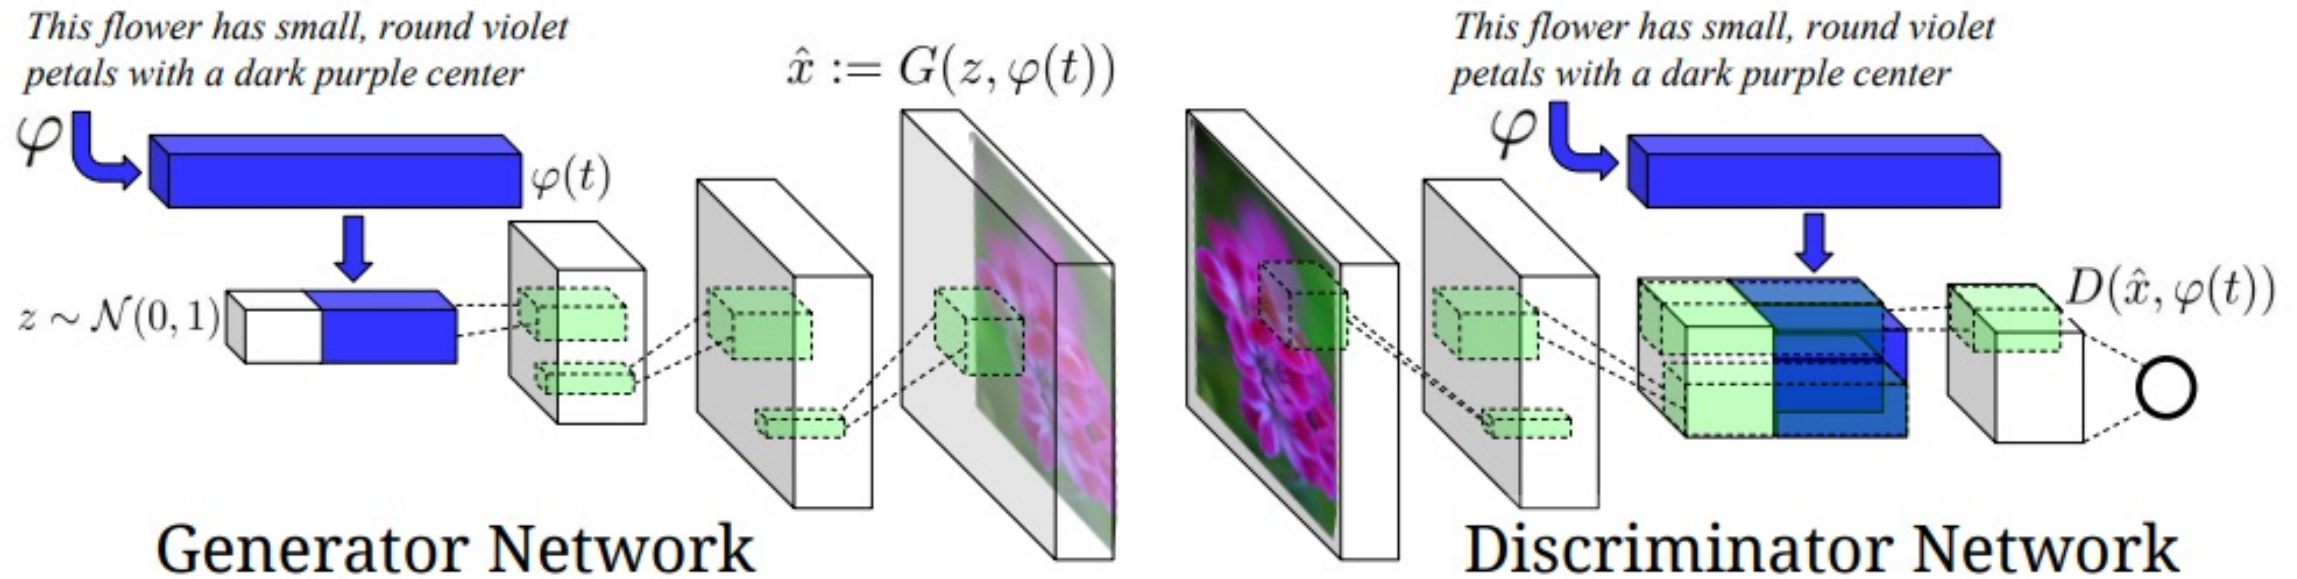 This flower has small, round violet
petals with a dark purple center
φ
φ(t)
z ~ 𝒩(0, 1)
x̂ := G(z, φ(t))
Generator Network
This flower has small, round violet
petals with a dark purple center
φ
D(x̂, φ(t))
Discriminator Network